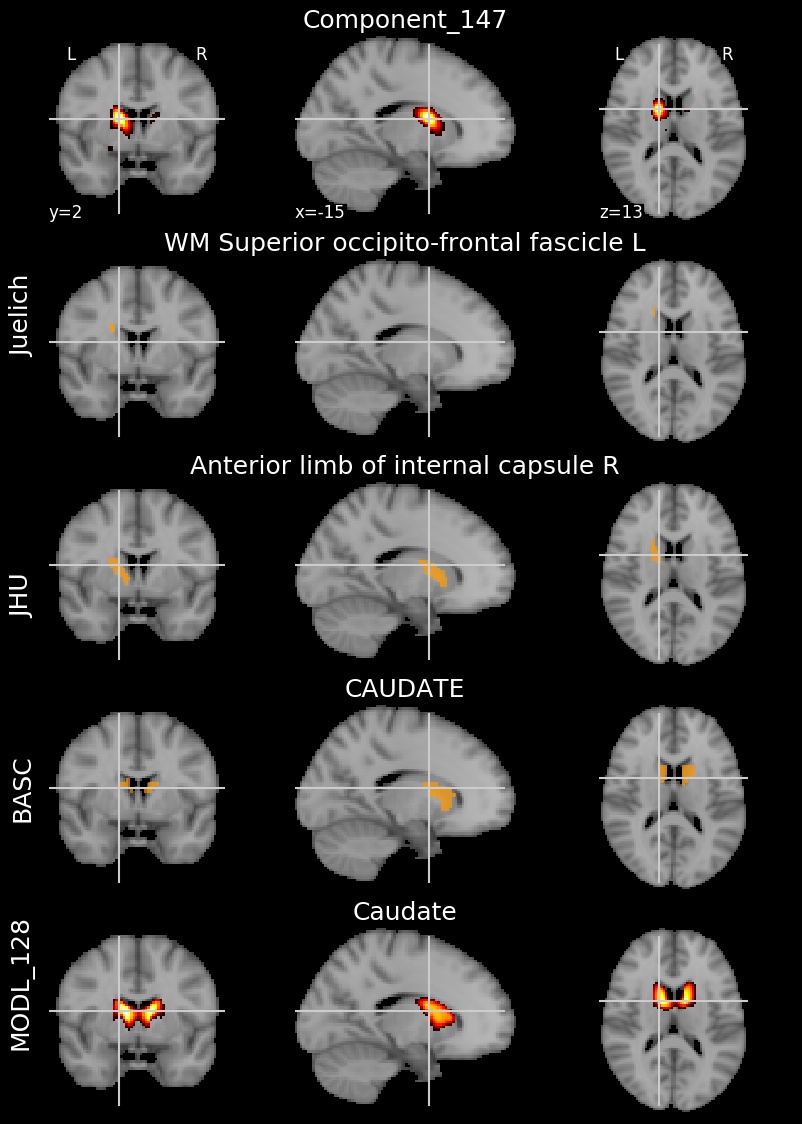 Component_147
L R L R
y=2 x=-15 z=13
WM Superior occipito-frontal fascicle L
Juelich
Anterior limb of internal capsule R
JHU
CAUDATE
BASC
Caudate
MODL_128